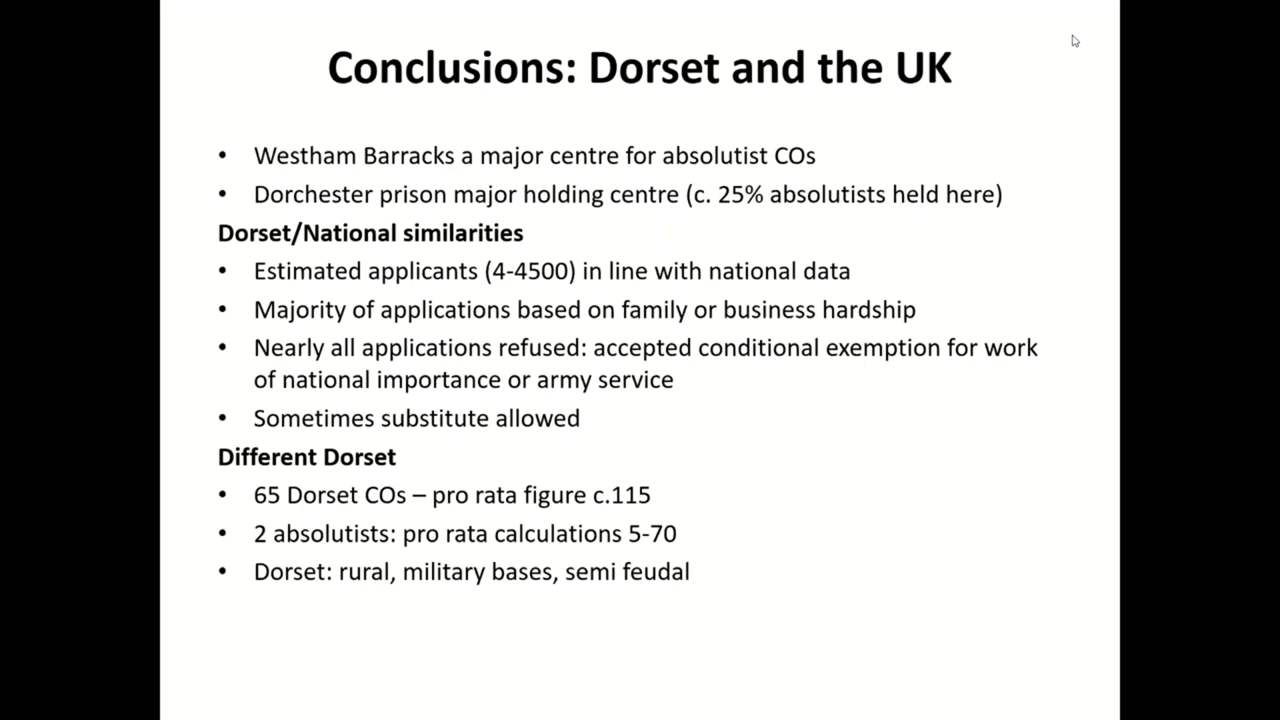 Conclusions: Dorset and the UK
• Westham Barracks a major centre for absolutist COs
• Dorchester prison major holding centre (c. 25% absolutists held here)
Dorset/National similarities
• Estimated applicants (4-4500) in line with national data
• Majority of applications based on family or business hardship
• Nearly all applications refused: accepted conditional exemption for work
of national importance or army service
• Sometimes substitute allowed
Different Dorset
• 65 Dorset COs – pro rata figure c.115
• 2 absolutists: pro rata calculations 5-70
• Dorset: rural, military bases, semi feudal